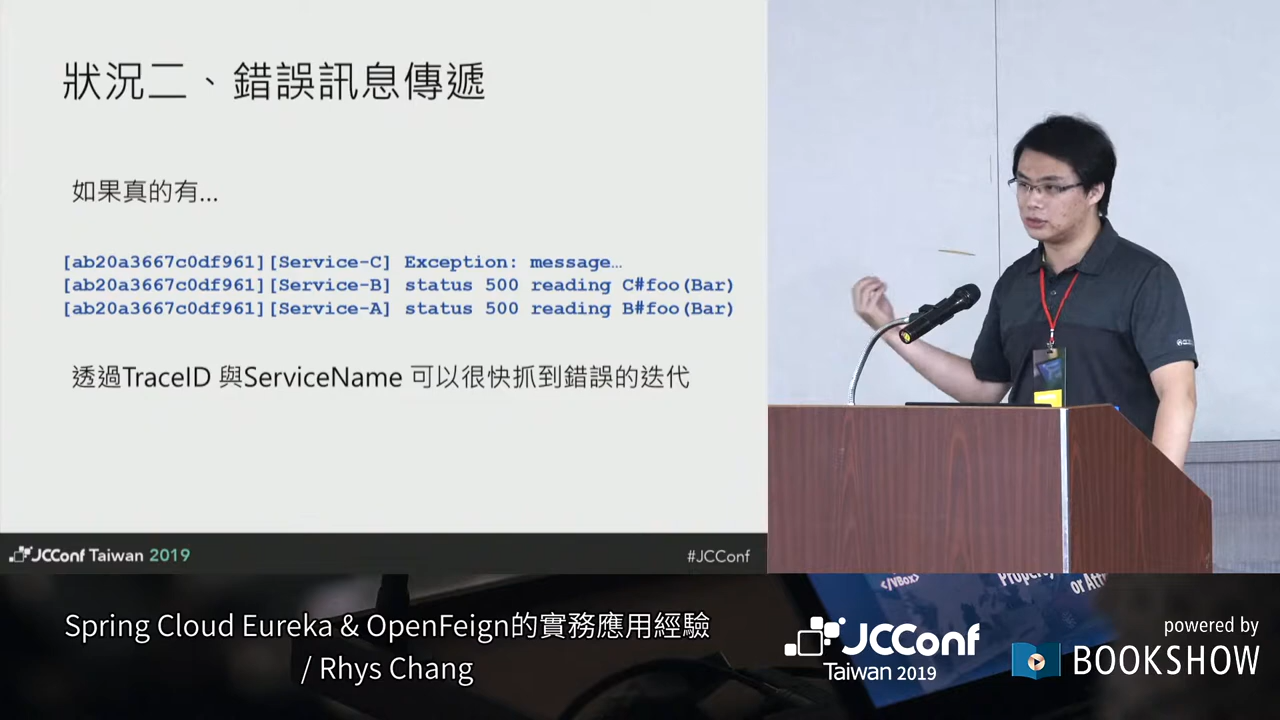 狀況二、錯誤訊息傳遞
如果真的有…
[ab20a3667c0df961][Service-C] Exception: message…
[ab20a3667c0df961][Service-B] status 500 reading C#foo(Bar)
[ab20a3667c0df961][Service-A] status 500 reading B#foo(Bar)
透過TraceID 與ServiceName 可以很快抓到錯誤的迭代
JCConf Taiwan 2019
#JCConf
</VBox>
Property
or Att
Spring Cloud Eureka & OpenFeign的實務應用經驗
/ Rhys Chang
JCConf
Taiwan 2019
powered by
BOOKSHOW